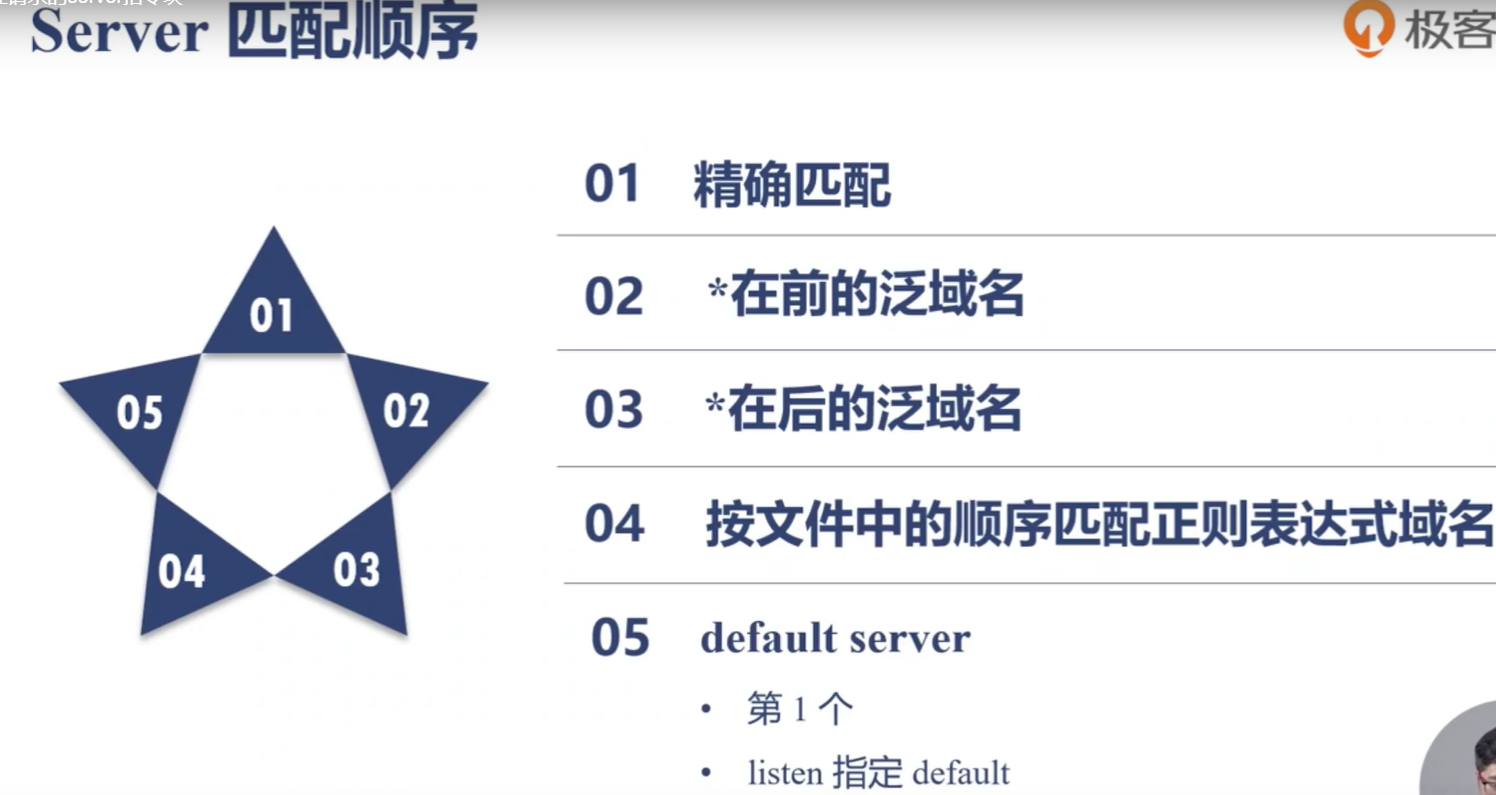 Server 匹配顺序
极客
01 精确匹配
02 *在前的泛域名
03 *在后的泛域名
04 按文件中的顺序匹配正则表达式域名
05 default server
• 第 1 个
• listen 指定 default
01
02
03
04
05